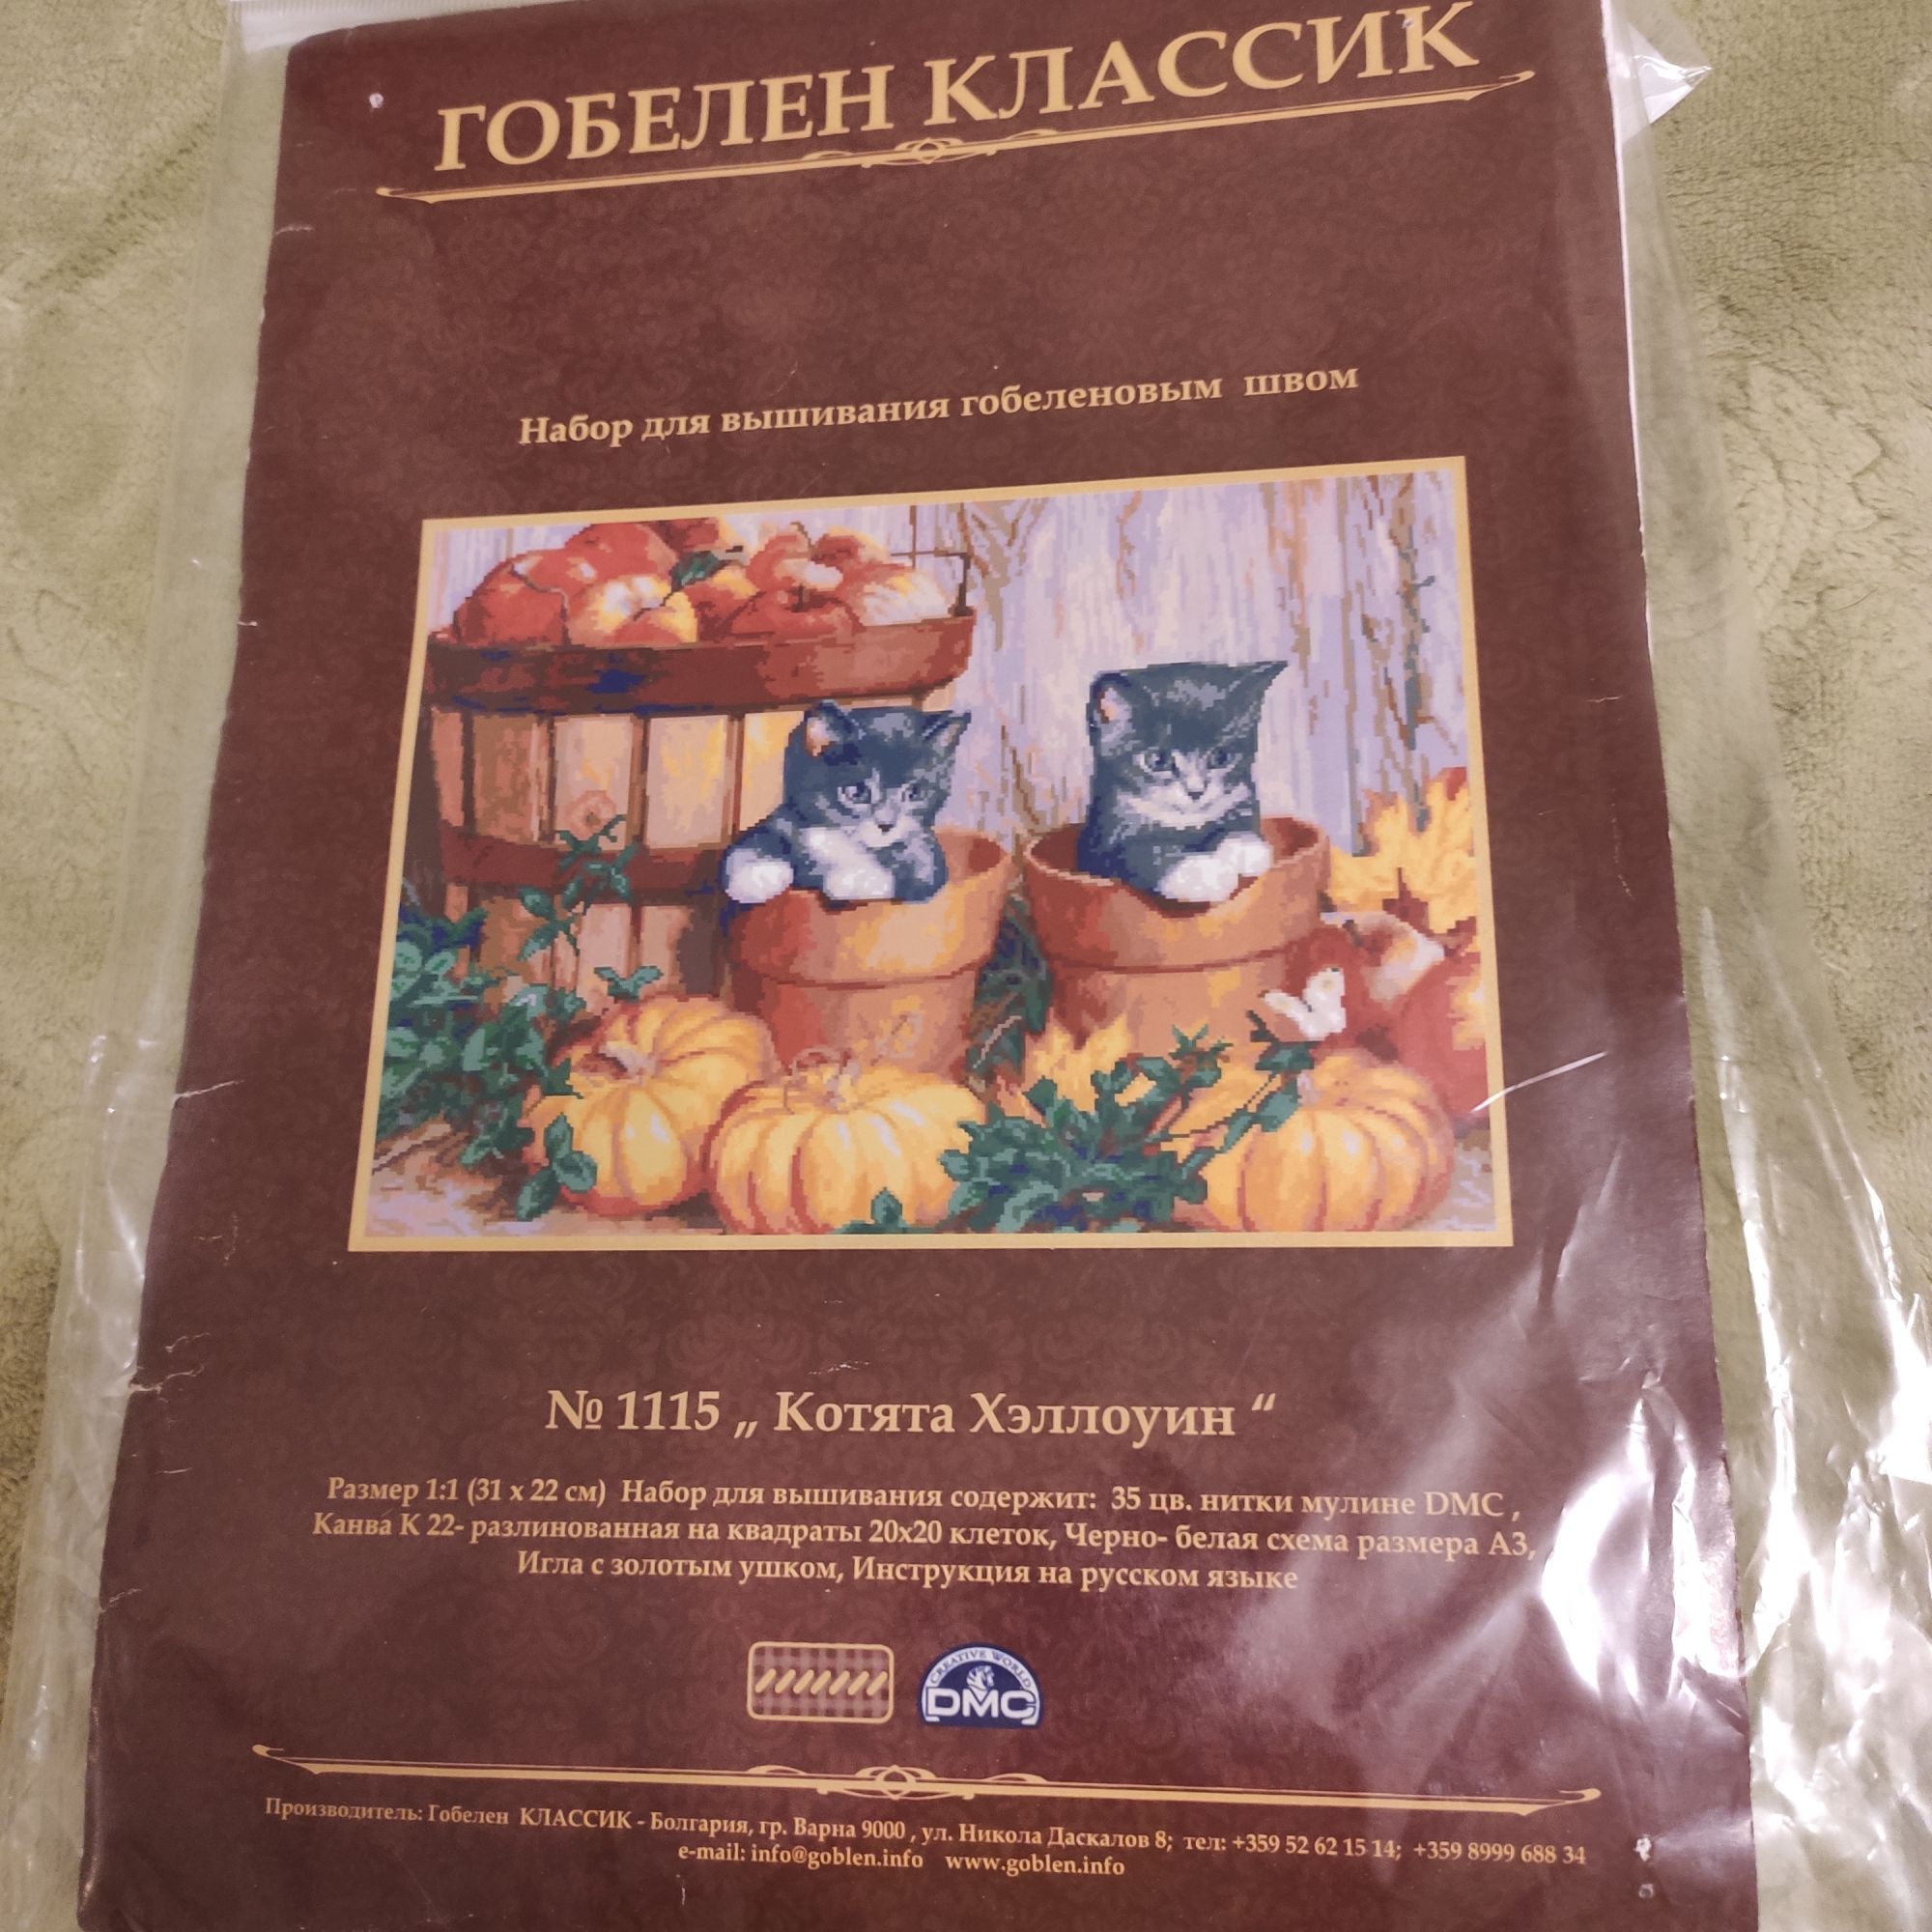 ГОБЕЛЕН КЛАССИК
Набор для вышивания гобеленовым швом
№ 1115 „ Котята Хэллоуин “
Размер 1:1 (31 x 22 см) Набор для вышивания содержит: 35 цв. нитки мулине DMC ,
Канва К 22- разлинованная на квадраты 20x20 клеток, Черно- белая схема размера А3,
Игла с золотым ушком, Инструкция на русском языке
CREATIVE WORLD
DMC
Производитель: Гобелен КЛАССИК - Болгария, гр. Варна 9000 , ул. Никола Даскалов 8; тел: +359 52 62 15 14; +359 8999 688 34
e-mail: info@goblen.info www.goblen.info